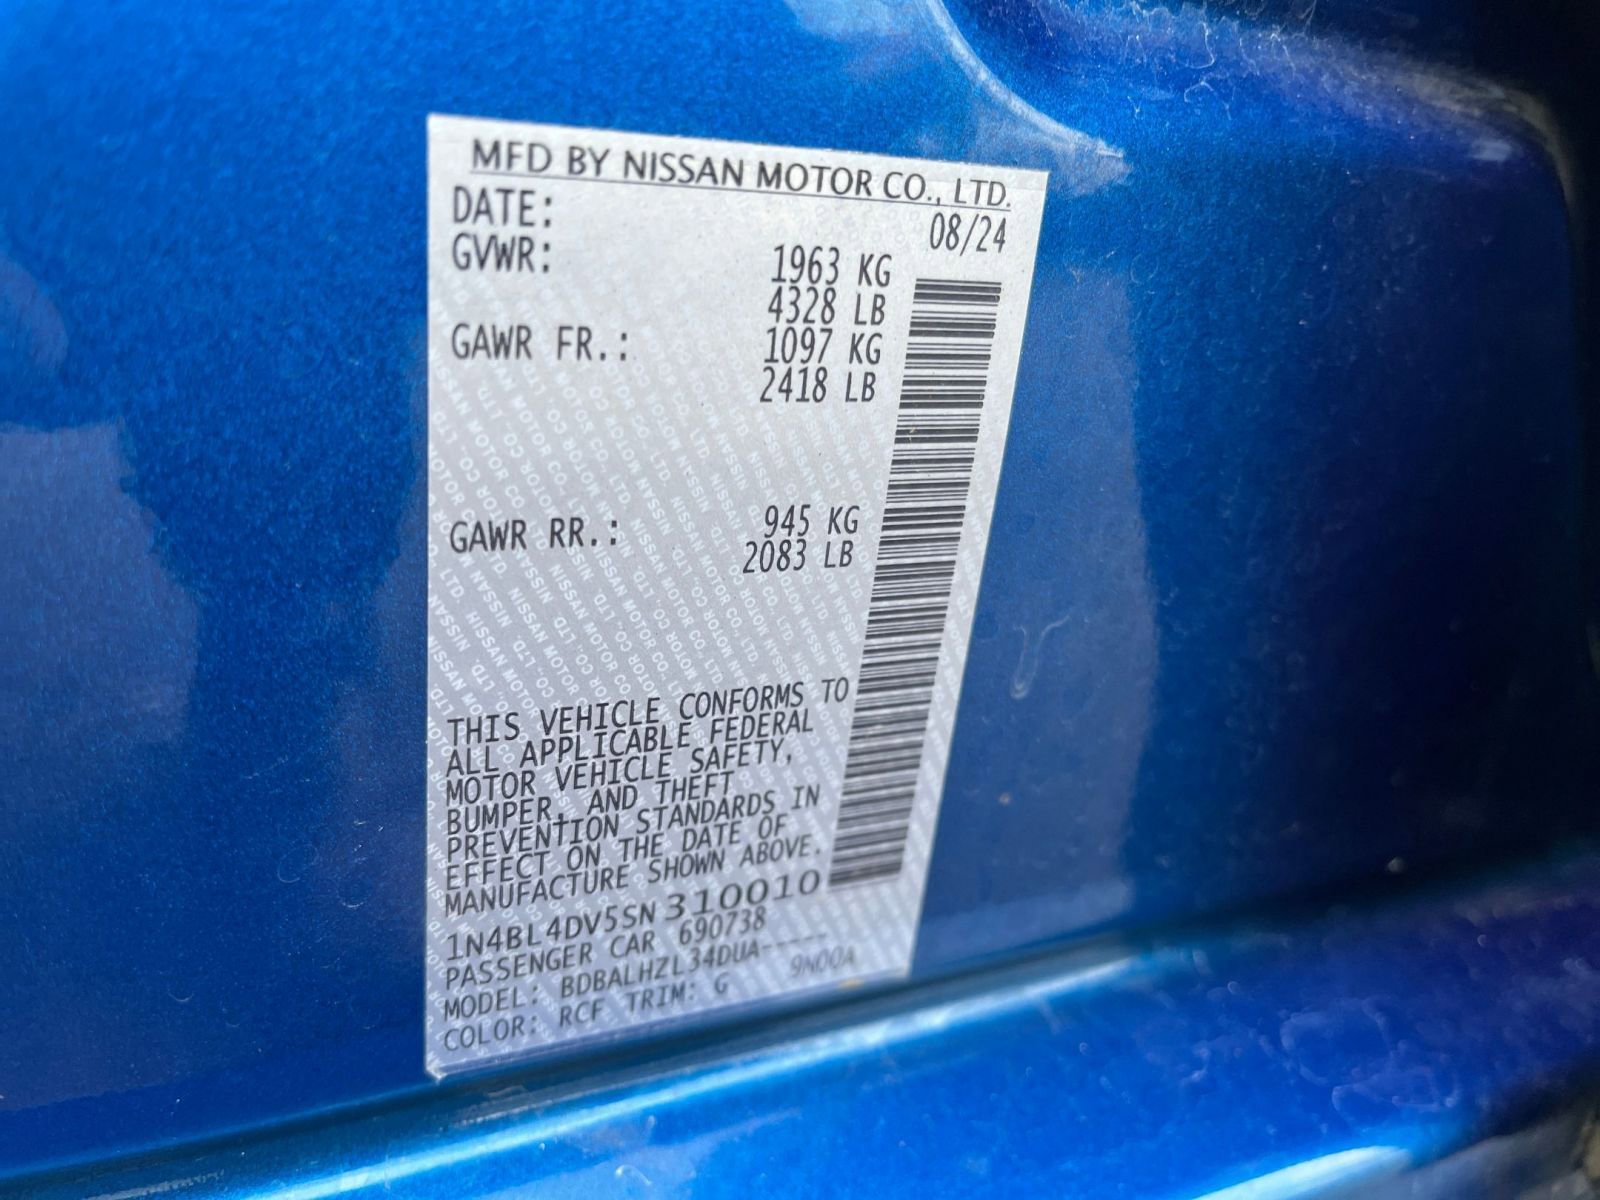 MFD BY NISSAN MOTOR CO., LTD.
DATE: 08/24
GVWR: 1963 KG
4328 LB
GAWR FR.: 1097 KG
2418 LB
GAWR RR.: 945 KG
2083 LB
THIS VEHICLE CONFORMS TO
ALL APPLICABLE FEDERAL
MOTOR VEHICLE SAFETY,
BUMPER, AND THEFT
PREVENTION STANDARDS IN
EFFECT ON THE DATE OF
MANUFACTURE SHOWN ABOVE.
1N4BL4DV5SN310010
PASSENGER CAR 690738
MODEL: BDBALHZL34DUA-----
COLOR: RCF TRIM: G 9N00A